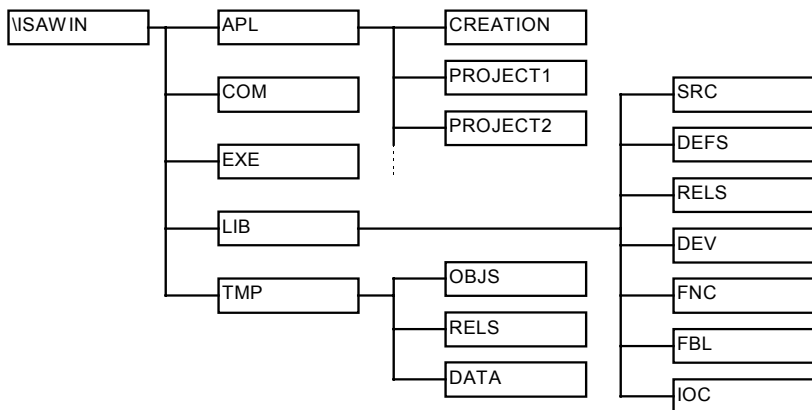 \ISAWIN
APL
CREATION
COM
PROJECT1
SRC
PROJECT2
DEFS
EXE
RELS
LIB
DEV
TMP
OBJS
FNC
RELS
FBL
DATA
IOC